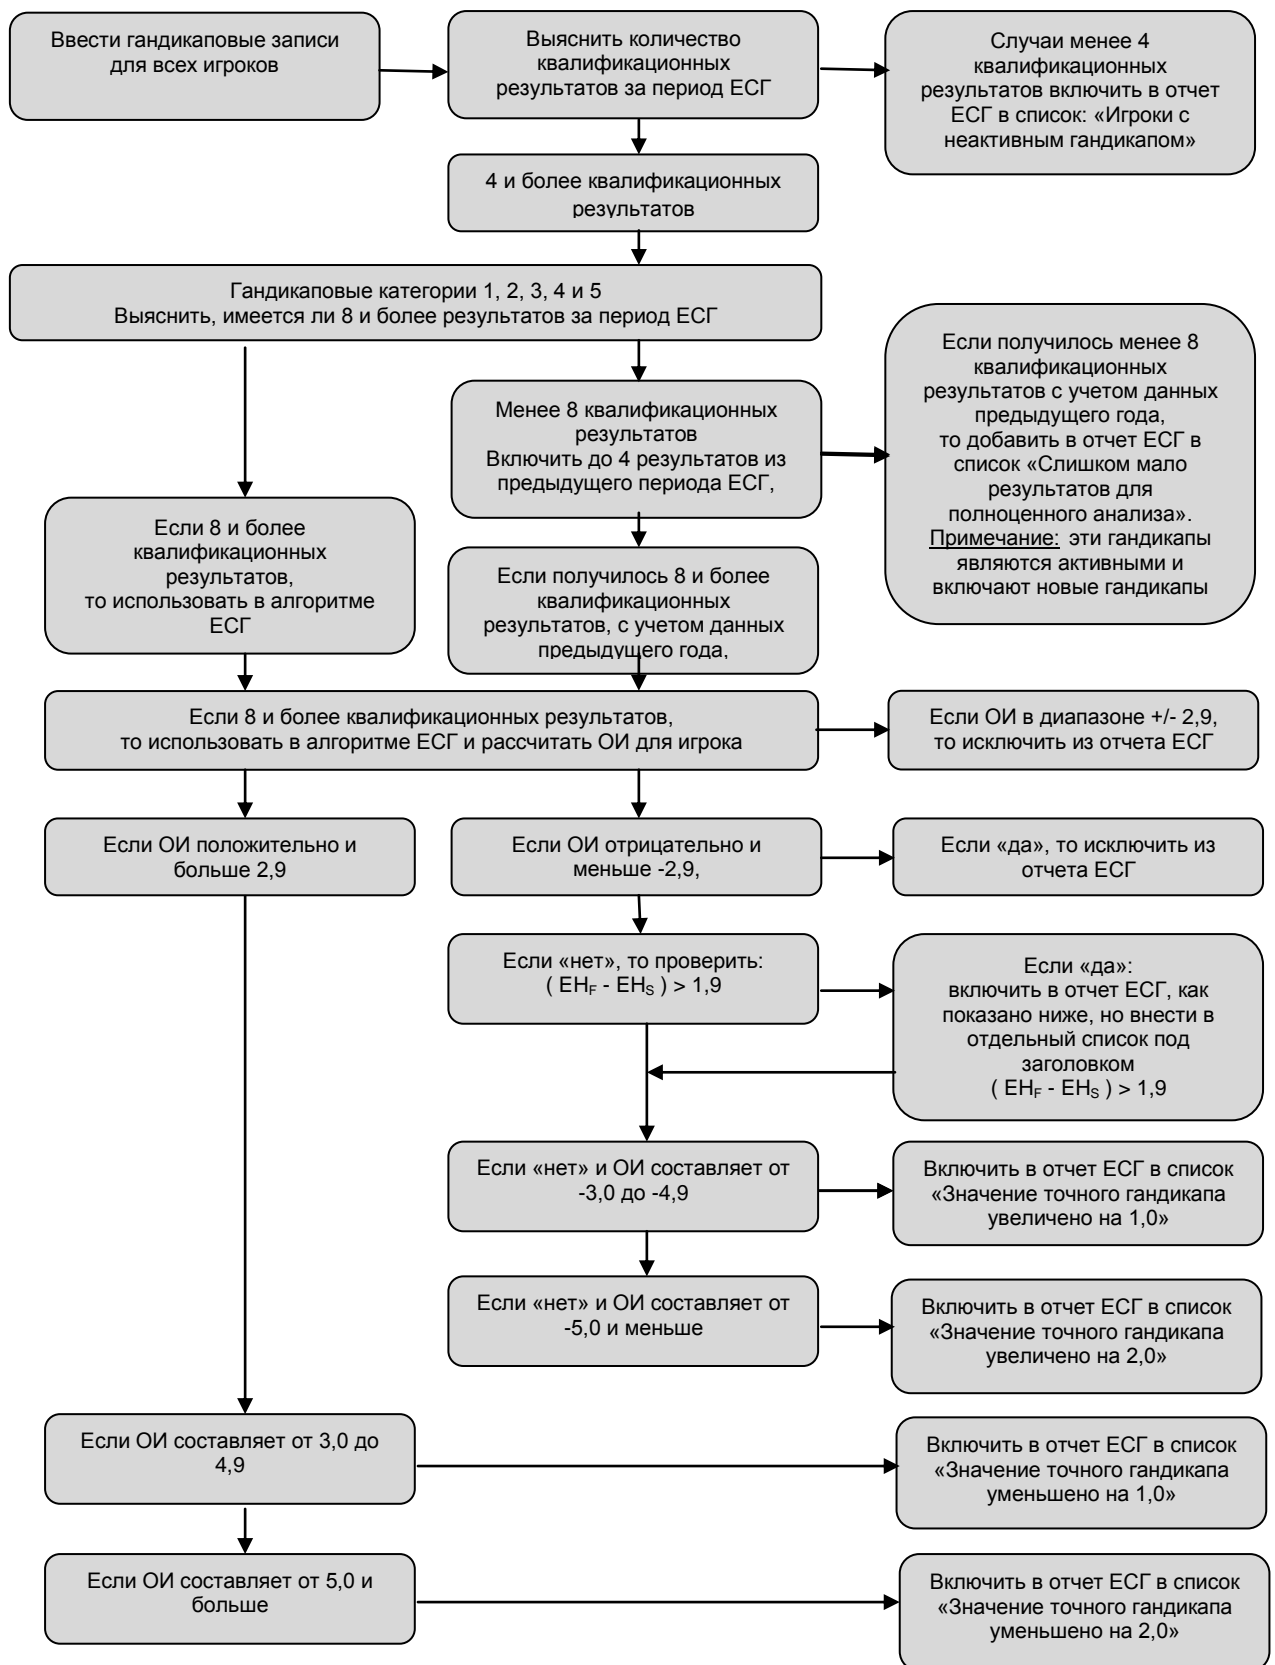 Ввести гандикаповые записи
для всех игроков
Выяснить количество
квалификационных
результатов за период ЕСГ
Случаи менее 4
квалификационных
результатов включить в отчет
ЕСГ в список: «Игроки с
неактивным гандикапом»
4 и более квалификационных
результатов
Гандикаповые категории 1, 2, 3, 4 и 5
Выяснить, имеется ли 8 и более результатов за период ЕСГ
Если получилось менее 8
квалификационных
результатов с учетом данных
предыдущего года,
то добавить в отчет ЕСГ в
список «Слишком мало
результатов для
полноценного анализа».
Примечание: эти гандикапы
являются активными и
включают новые гандикапы
Менее 8 квалификационных
результатов
Включить до 4 результатов из
предыдущего периода ЕСГ,
Если 8 и более
квалификационных
результатов,
то использовать в алгоритме
ЕСГ
Если получилось 8 и более
квалификационных
результатов, с учетом данных
предыдущего года,
Если 8 и более квалификационных результатов,
то использовать в алгоритме ЕСГ и рассчитать ОИ для игрока
Если ОИ в диапазоне +/- 2,9,
то исключить из отчета ЕСГ
Если ОИ положительно и
больше 2,9
Если ОИ отрицательно и
меньше -2,9,
Если «да», то исключить из
отчета ЕСГ
Если «нет», то проверить:
( EHF - EHS ) > 1,9
Если «да»:
включить в отчет ЕСГ, как
показано ниже, но внести в
отдельный список под
заголовком
( EHF - EHS ) > 1,9
Если «нет» и ОИ составляет от
-3,0 до -4,9
Включить в отчет ЕСГ в список
«Значение точного гандикапа
увеличено на 1,0»
Если «нет» и ОИ составляет от
-5,0 и меньше
Включить в отчет ЕСГ в список
«Значение точного гандикапа
увеличено на 2,0»
Если ОИ составляет от 3,0 до
4,9
Включить в отчет ЕСГ в список
«Значение точного гандикапа
уменьшено на 1,0»
Если ОИ составляет от 5,0 и
больше
Включить в отчет ЕСГ в список
«Значение точного гандикапа
уменьшено на 2,0»